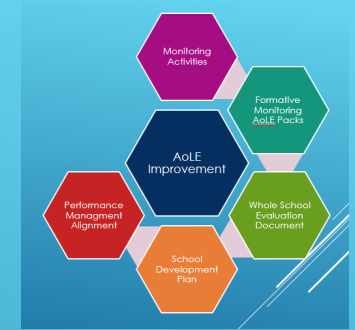 Monitoring
Activities
Formative
Monitoring
AoLE Packs
AoLE
Improvement
Performance
Managment
Alignment
Whole School
Evaluation
Document
School
Development
Plan